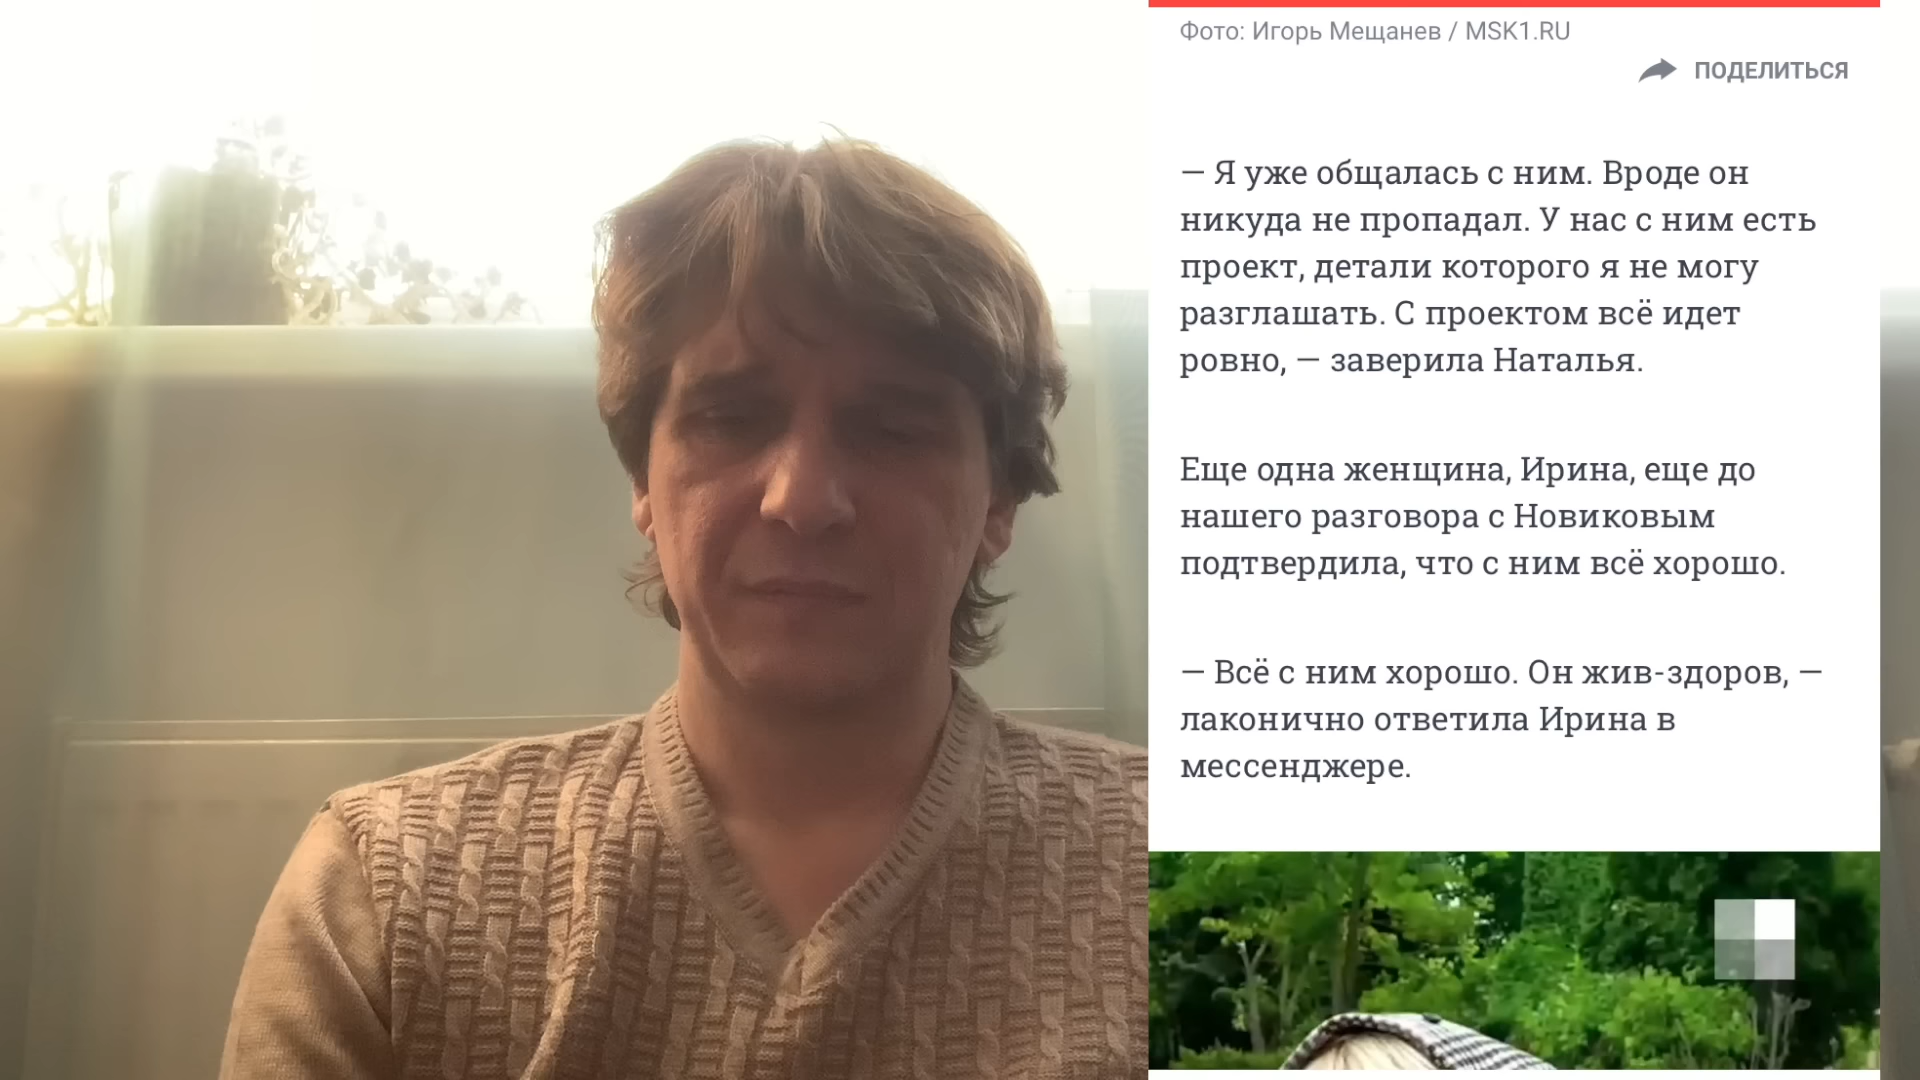 Фото: Игорь Мещанев / MSK1.RU
ПОДЕЛИТЬСЯ
— Я уже общалась с ним. Вроде он
никуда не пропадал. У нас с ним есть
проект, детали которого я не могу
разглашать. С проектом всё идет
ровно, — заверила Наталья.
Еще одна женщина, Ирина, еще до
нашего разговора с Новиковым
подтвердила, что с ним всё хорошо.
— Всё с ним хорошо. Он жив-здоров, —
лаконично ответила Ирина в
мессенджере.